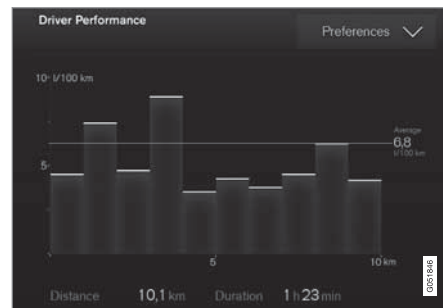 Driver Performance
Preferences
10 l/100 km
Average
6,8
l/100 km
5
5
10 km
Distance 10,1 km Duration 1 h 23 min
G051846